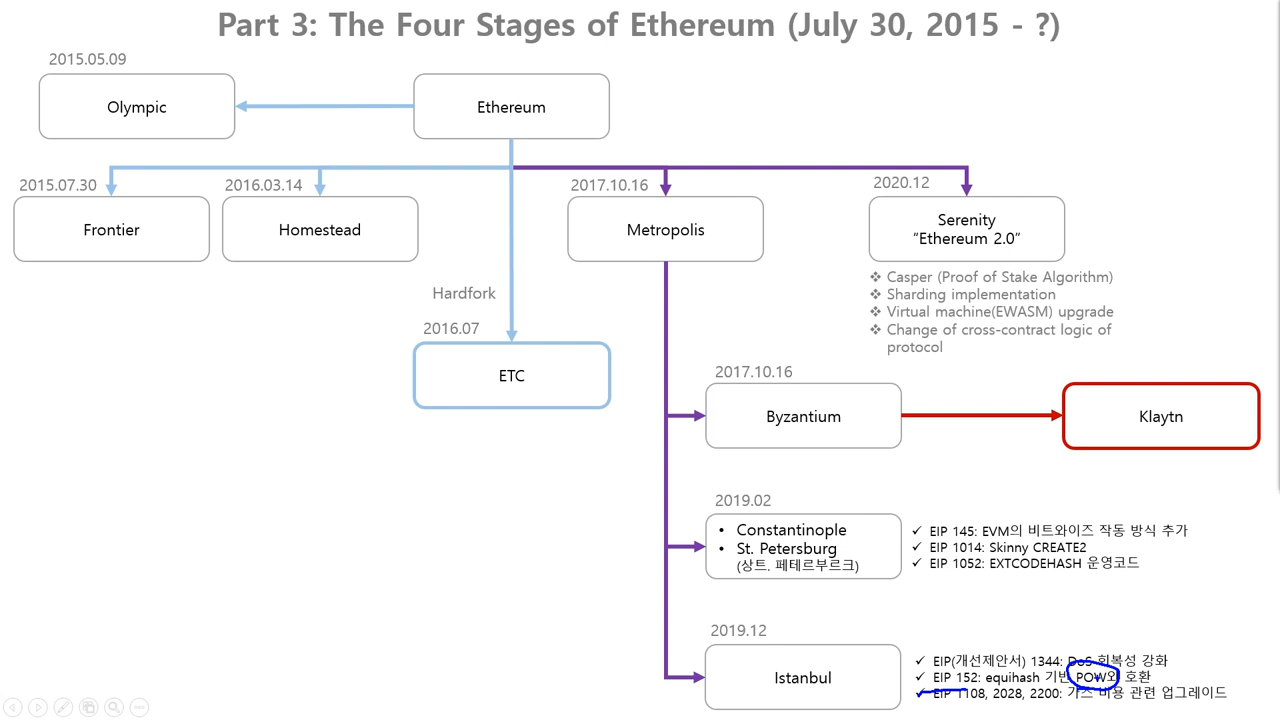 Part 3: The Four Stages of Ethereum (July 30, 2015 - ?)
2015.05.09
Olympic
Ethereum
2015.07.30
Frontier
2016.03.14
Homestead
2017.10.16
Metropolis
2020.12
Serenity
“Ethereum 2.0”
❖ Casper (Proof of Stake Algorithm)
❖ Sharding implementation
❖ Virtual machine(EWASM) upgrade
❖ Change of cross-contract logic of
protocol
Hardfork
2016.07
ETC
2017.10.16
Byzantium
Klaytn
2019.02
• Constantinople
• St. Petersburg
(상트. 페테르부르크)
✓ EIP 145: EVM의 비트와이즈 작동 방식 추가
✓ EIP 1014: Skinny CREATE2
✓ EIP 1052: EXTCODEHASH 운영코드
2019.12
Istanbul
✓ EIP(개선제안서) 1344: DoS 회복성 강화
✓ EIP 152: equihash 기반 POW와 호환
✓ EIP 1108, 2028, 2200: 가스 비용 관련 업그레이드